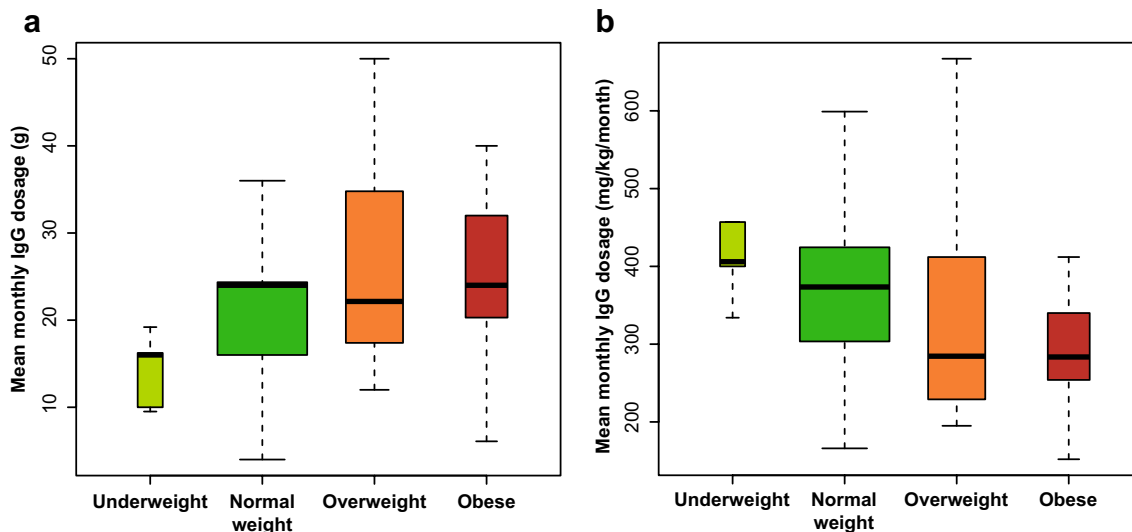 a
Mean monthly IgG dosage (g)
50
40
30
20
10
Underweight
Normal
weight
Overweight
Obese
b
Mean monthly IgG dosage (mg/kg/month)
600
500
400
300
200
Underweight
Normal
weight
Overweight
Obese